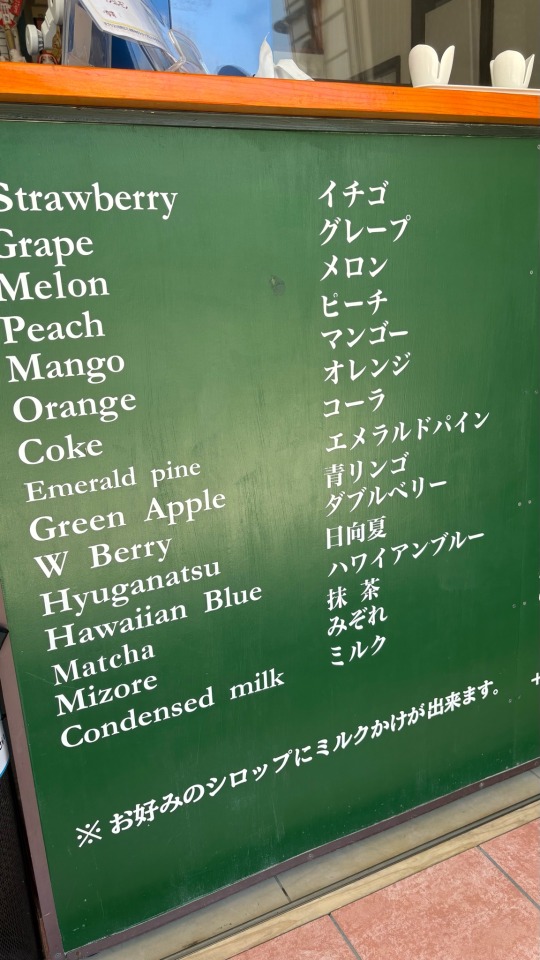 Strawberry イチゴ
Grape グレープ
Melon メロン
Peach ピーチ
Mango マンゴー
Orange オレンジ
Coke コーラ
Emerald pine エメラルドパイン
Green Apple 青リンゴ
W Berry ダブルベリー
Hyuganatsu 日向夏
Hawaiian Blue ハワイアンブルー
Matcha 抹 茶
Mizore みぞれ
Condensed milk ミルク
※ お好みのシロップにミルクかけが出来ます。 +